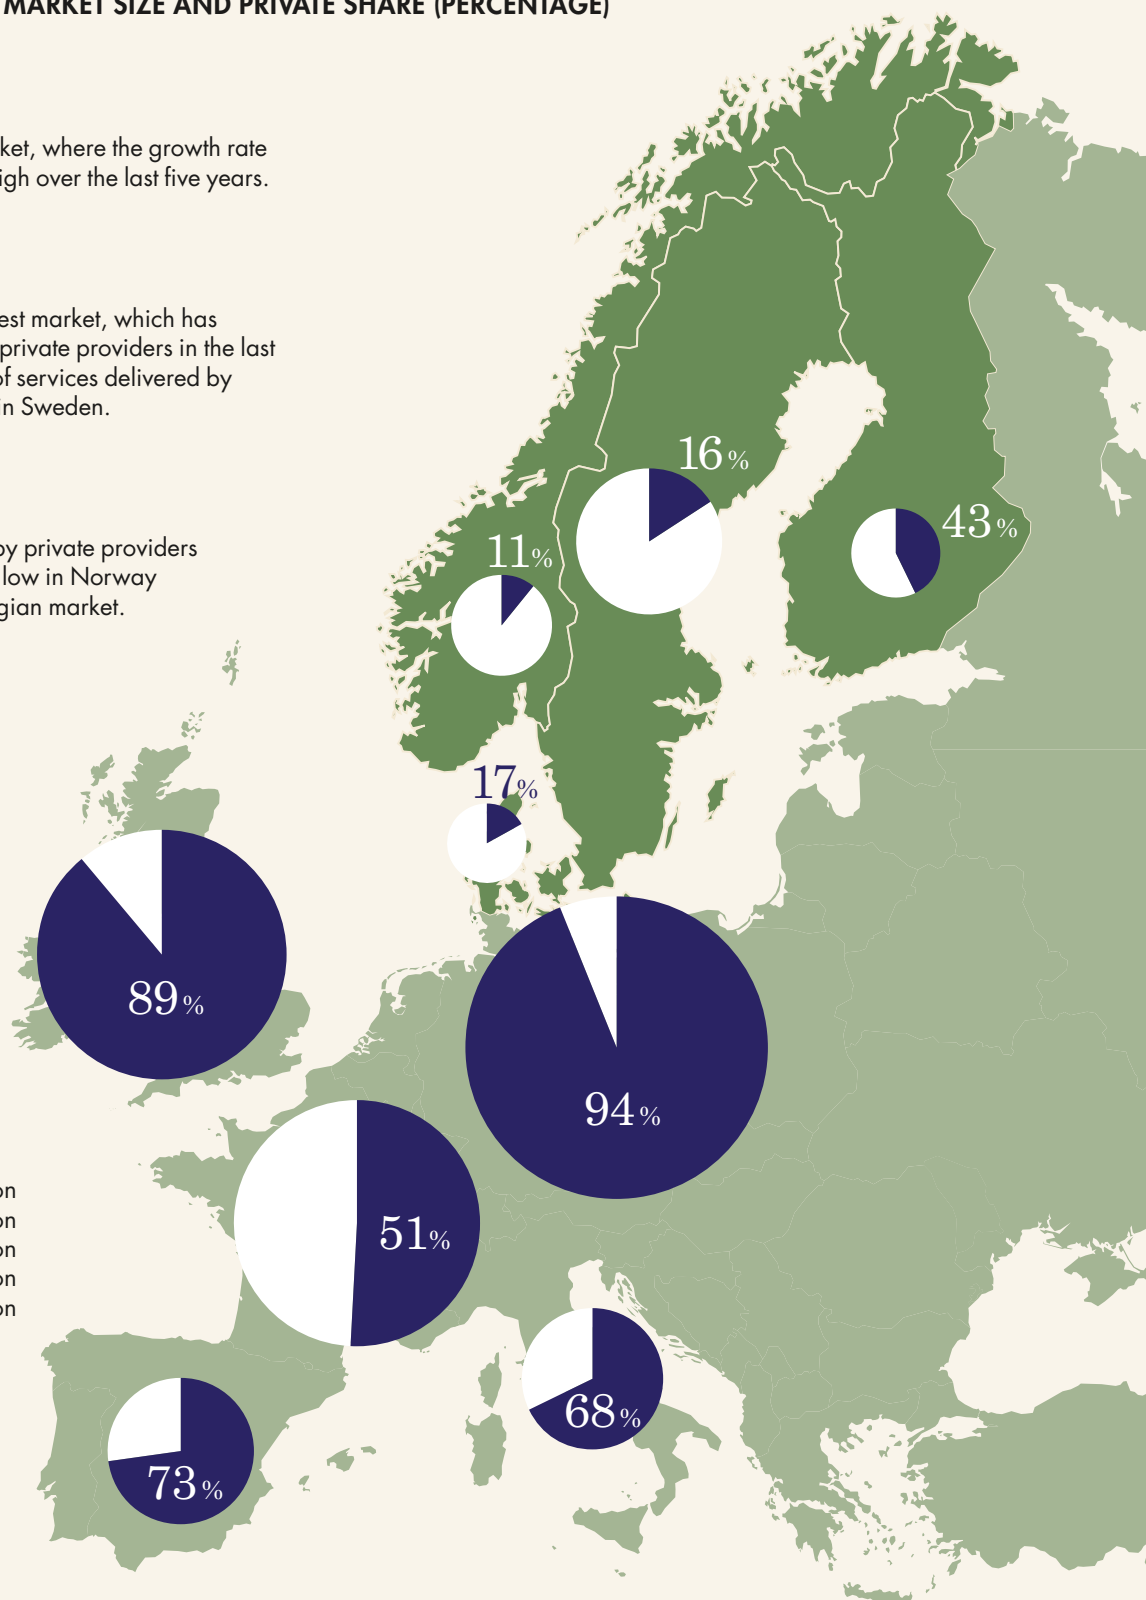 MARKET SIZE AND PRIVATE SHARE (PERCENTAGE)
ket, where the growth rate
igh over the last five years.
est market, which has
private providers in the last
of services delivered by
in Sweden.
16 %
43 %
11%
by private providers
low in Norway
gian market.
17%
89 %
94 %
on
on
51%
on
on
on
68 %
73 %